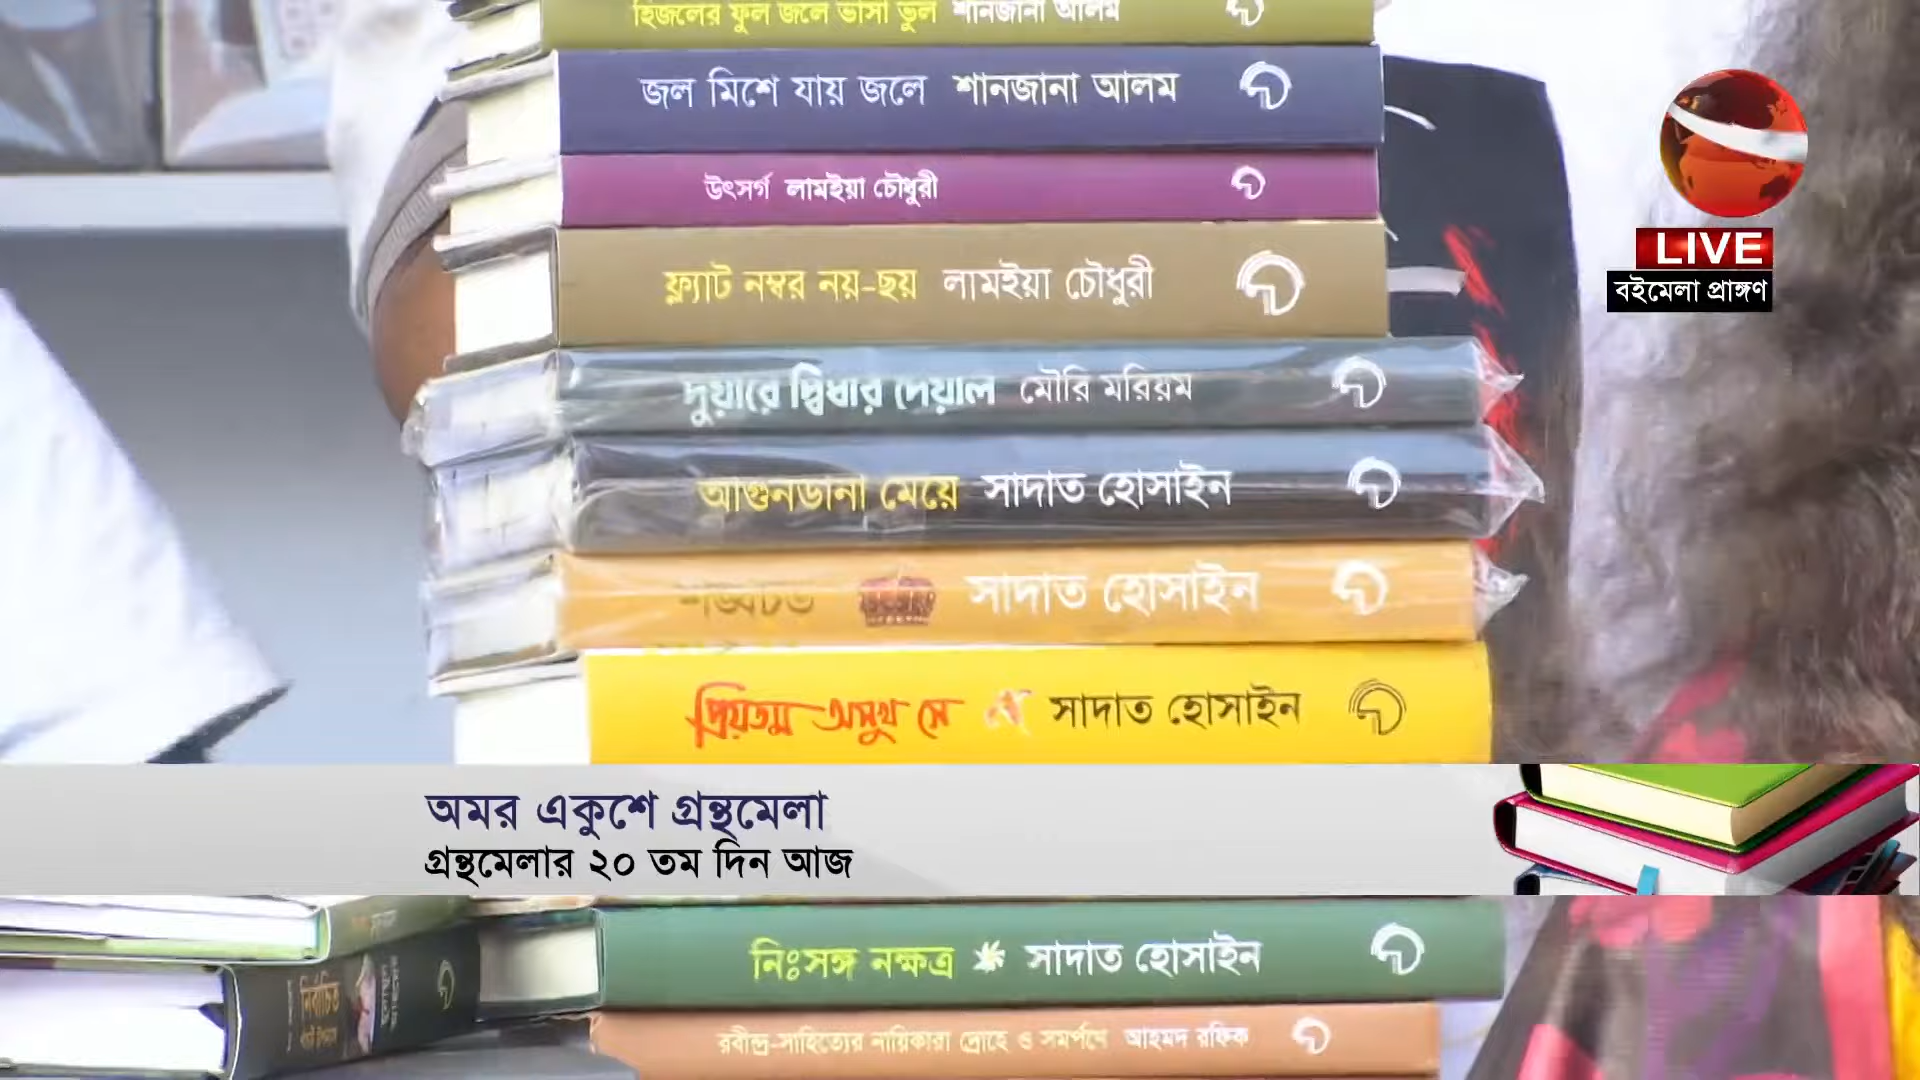 হিজলের ফুল জলে ভাসা ভুল শানজানা আলম
জল মিশে যায় জলে শানজানা আলম
উৎসর্গ লামইয়া চৌধুরী
ফ্ল্যাট নম্বর নয়-ছয় লামইয়া চৌধুরী
দুয়ারে দ্বিধার দেয়াল মৌরি মরিয়ম
আগুনডানা মেয়ে সাদাত হোসাইন
সাদাত হোসাইন
প্রিয়তম অসুখ সে সাদাত হোসাইন
LIVE
বইমেলা প্রাঙ্গণ
অমর একুশে গ্রন্থমেলা
গ্রন্থমেলার ২০ তম দিন আজ
নিঃসঙ্গ নক্ষত্র সাদাত হোসাইন
রবীন্দ্র-সাহিত্যের নায়িকারা দ্রোহে ও সমর্পণে আহমদ রফিক
নির্বাচিত